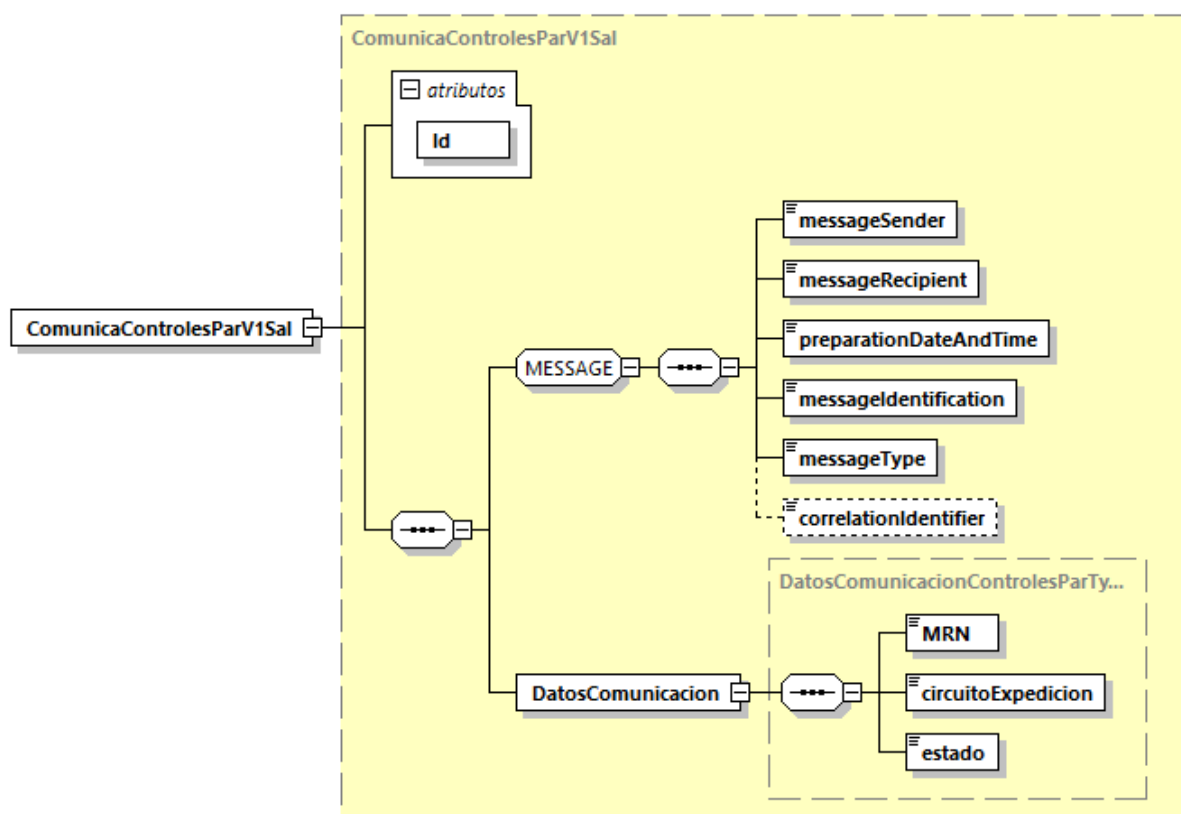 ComunicaControlesParV1Sal
atributos
Id
messageSender
messageRecipient
ComunicaControlesParV1Sal
preparationDateAndTime
MESSAGE
messageIdentification
messageType
correlationIdentifier
DatosComunicacionControlesParTy...
MRN
DatosComunicacion
circuitoExpedicion
estado